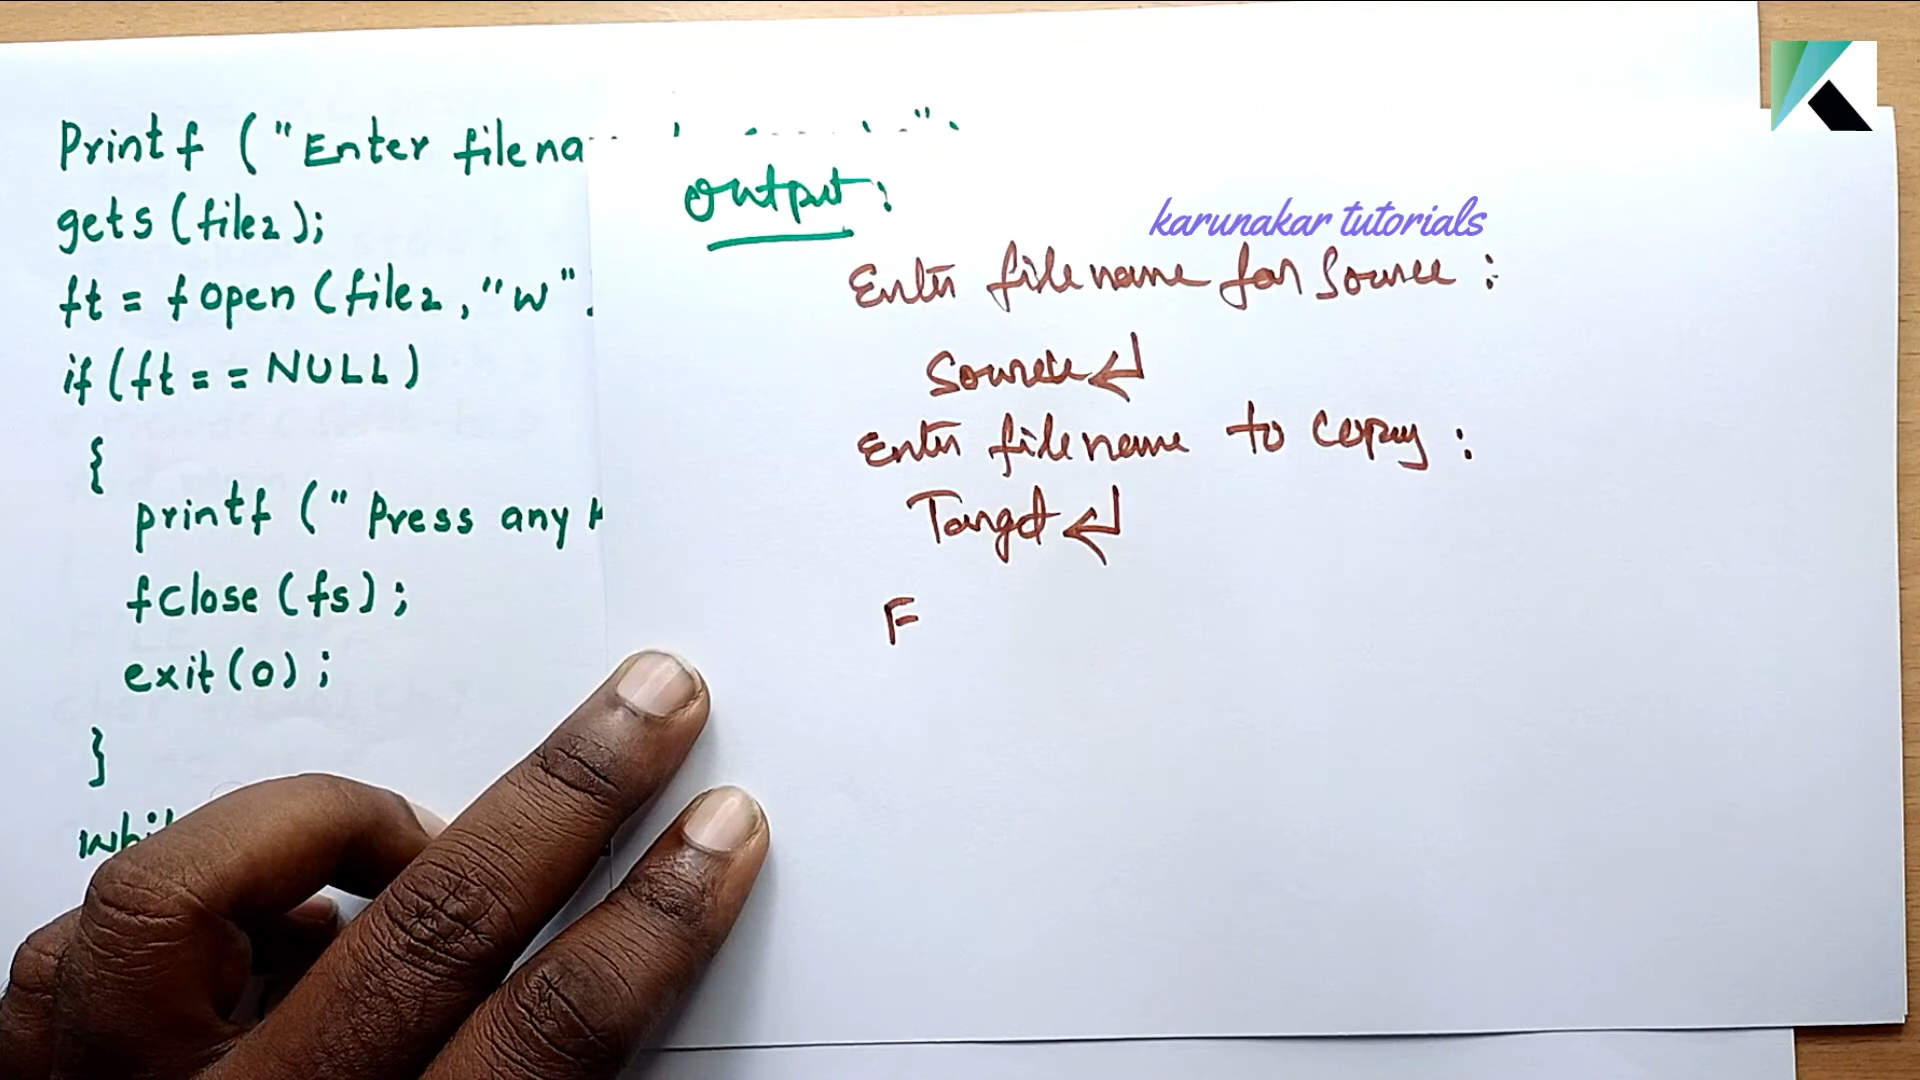 Printf ("Enter filena
gets (file2);
ft = fopen (file2, "w"
if (ft == NULL)
{
printf (" Press any
fclose (fs);
exit(0);
}
whi
output:
karunakar tutorials
Enter filename for Source :
Source↵
Enter filename to copy :
Target↵
F